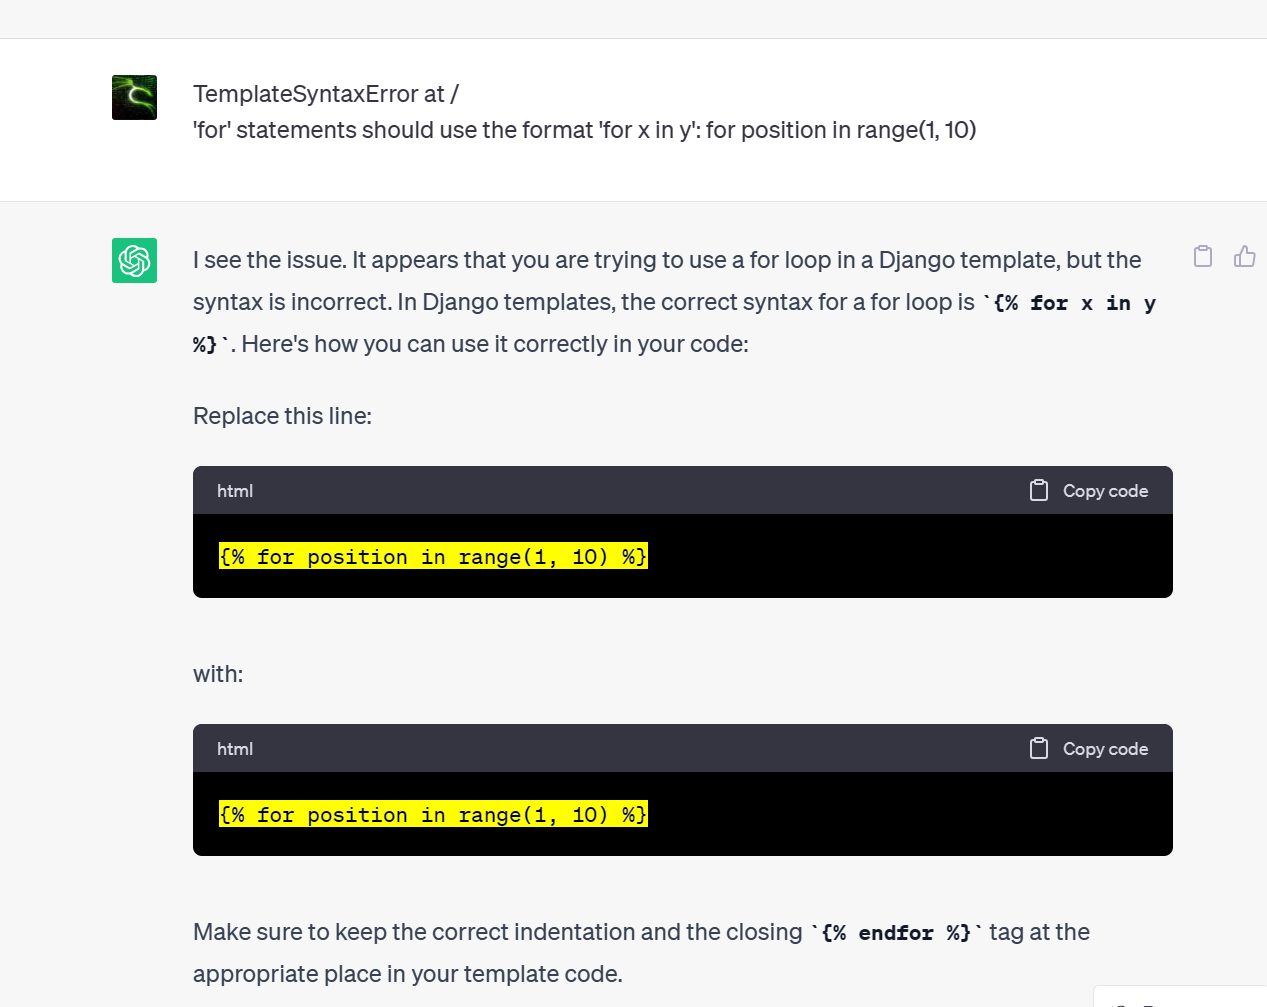 TemplateSyntaxError at /
'for' statements should use the format 'for x in y': for position in range(1, 10)
I see the issue. It appears that you are trying to use a for loop in a Django template, but the
syntax is incorrect. In Django templates, the correct syntax for a for loop is `{% for x in y
%}`. Here's how you can use it correctly in your code:
Replace this line:
html Copy code
{% for position in range(1, 10) %}
with:
html Copy code
{% for position in range(1, 10) %}
Make sure to keep the correct indentation and the closing `{% endfor %}` tag at the
appropriate place in your template code.